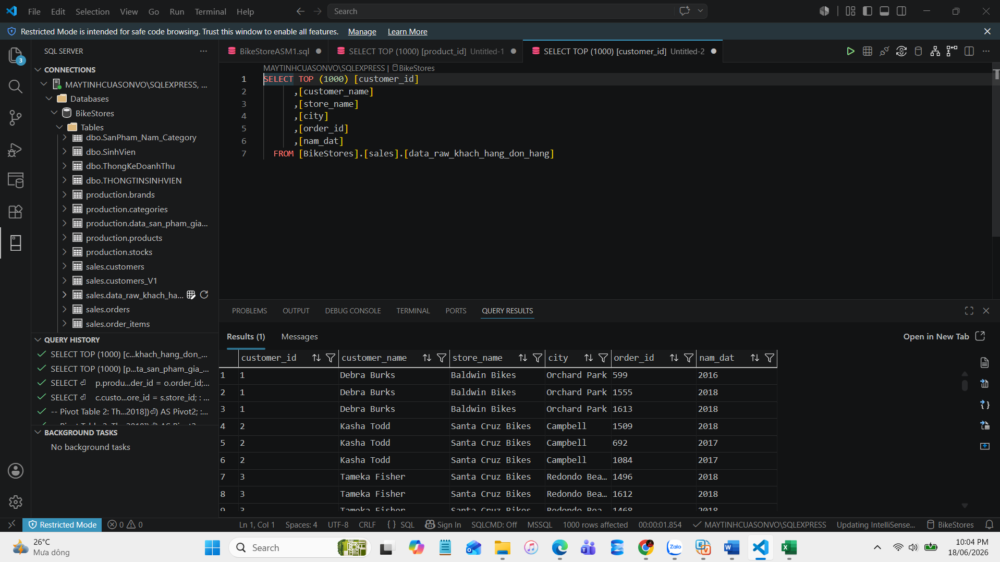 File Edit Selection View Go Run Terminal Help
Search
Restricted Mode is intended for safe code browsing. Trust this window to enable all features. Manage Learn More
SQL SERVER
BikeStoreASM1.sql
SELECT TOP (1000) [product_id] Untitled-1
SELECT TOP (1000) [customer_id] Untitled-2
3
CONNECTIONS
MAYTINHCUASONVO\SQLEXPRESS, ...
Databases
BikeStores
Tables
dbo.SanPham_Nam_Category
dbo.SinhVien
dbo.ThongKeDoanhThu
dbo.THONGTINSINHVIEN
production.brands
production.categories
production.data_san_pham_gia...
production.products
production.stocks
sales.customers
sales.customers_V1
sales.data_raw_khach_ha...
sales.orders
sales.order_items
QUERY HISTORY
SELECT TOP (1000) [c...khach_hang_don_...
SELECT TOP (1000) [p...ta_san_pham_gia_...
SELECT ⏎ p.produ...der_id = o.order_id;...
SELECT ⏎ c.custo...ore_id = s.store_id; : ...
-- Pivot Table 2: Th...2018])⏎) AS Pivot2; :...
BACKGROUND TASKS
No background tasks
MAYTINHCUASONVO\SQLEXPRESS | BikeStores
1 SELECT TOP (1000) [customer_id]
2 ,[customer_name]
3 ,[store_name]
4 ,[city]
5 ,[order_id]
6 ,[nam_dat]
7 FROM [BikeStores].[sales].[data_raw_khach_hang_don_hang]
PROBLEMS OUTPUT DEBUG CONSOLE TERMINAL PORTS QUERY RESULTS
Results (1) Messages Open in New Tab
customer_id customer_name store_name city order_id nam_dat
1 1 Debra Burks Baldwin Bikes Orchard Park 599 2016
2 1 Debra Burks Baldwin Bikes Orchard Park 1555 2018
3 1 Debra Burks Baldwin Bikes Orchard Park 1613 2018
4 2 Kasha Todd Santa Cruz Bikes Campbell 1509 2018
5 2 Kasha Todd Santa Cruz Bikes Campbell 692 2017
6 2 Kasha Todd Santa Cruz Bikes Campbell 1084 2017
7 3 Tameka Fisher Santa Cruz Bikes Redondo Bea... 1496 2018
8 3 Tameka Fisher Santa Cruz Bikes Redondo Bea... 1612 2018
9 3 Tameka Fisher Santa Cruz Bikes Redondo Bea... 1468 2018
Restricted Mode 0 0 Ln 1, Col 1 Spaces: 4 UTF-8 CRLF { } SQL Sign In SQLCMD: Off MSSQL 1000 rows affected 00:00:01.854 MAYTINHCUASONVO\SQLEXPRESS Updating IntelliSense... BikeStores
26°C
Mưa dông
Search
Zalo
10:04 PM
18/06/2026